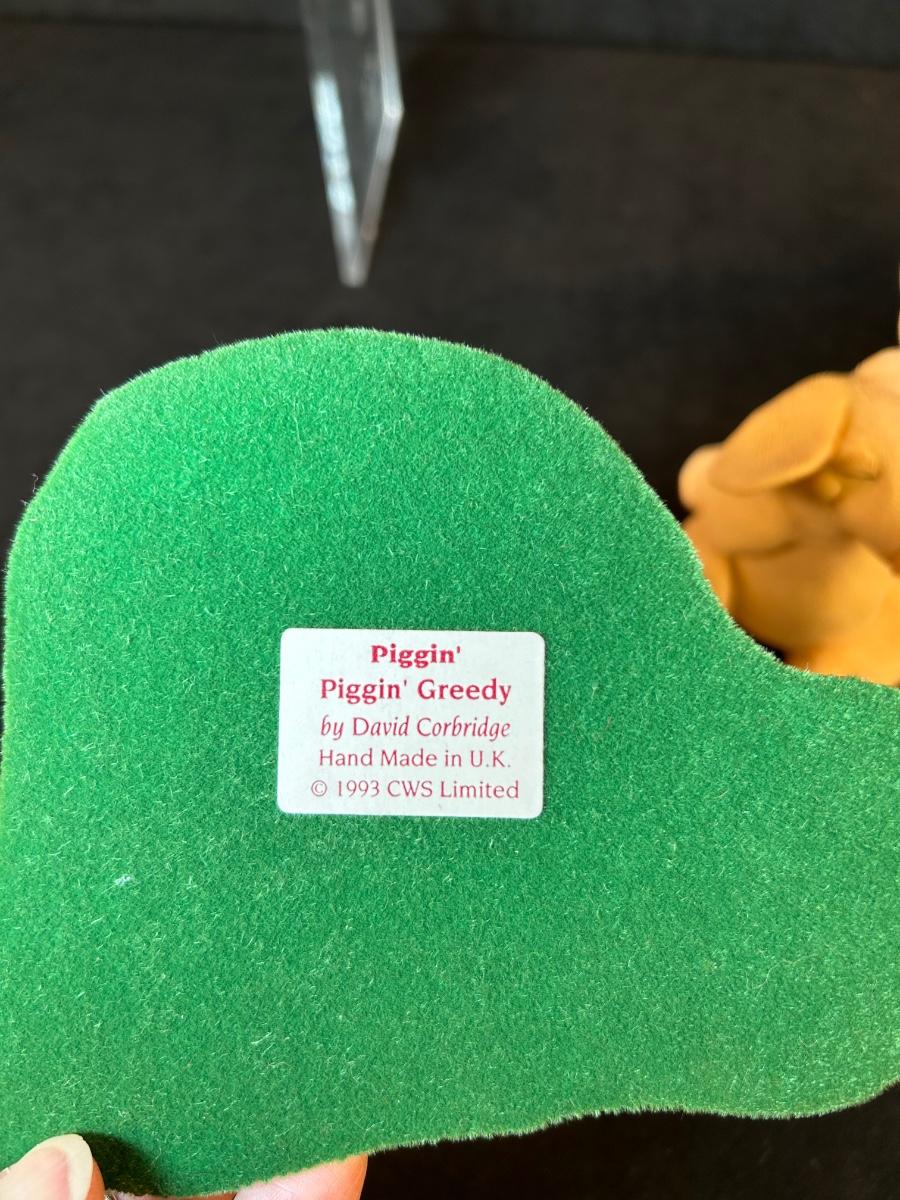 Piggin'
Piggin' Greedy
by David Corbridge
Hand Made in U.K.
© 1993 CWS Limited